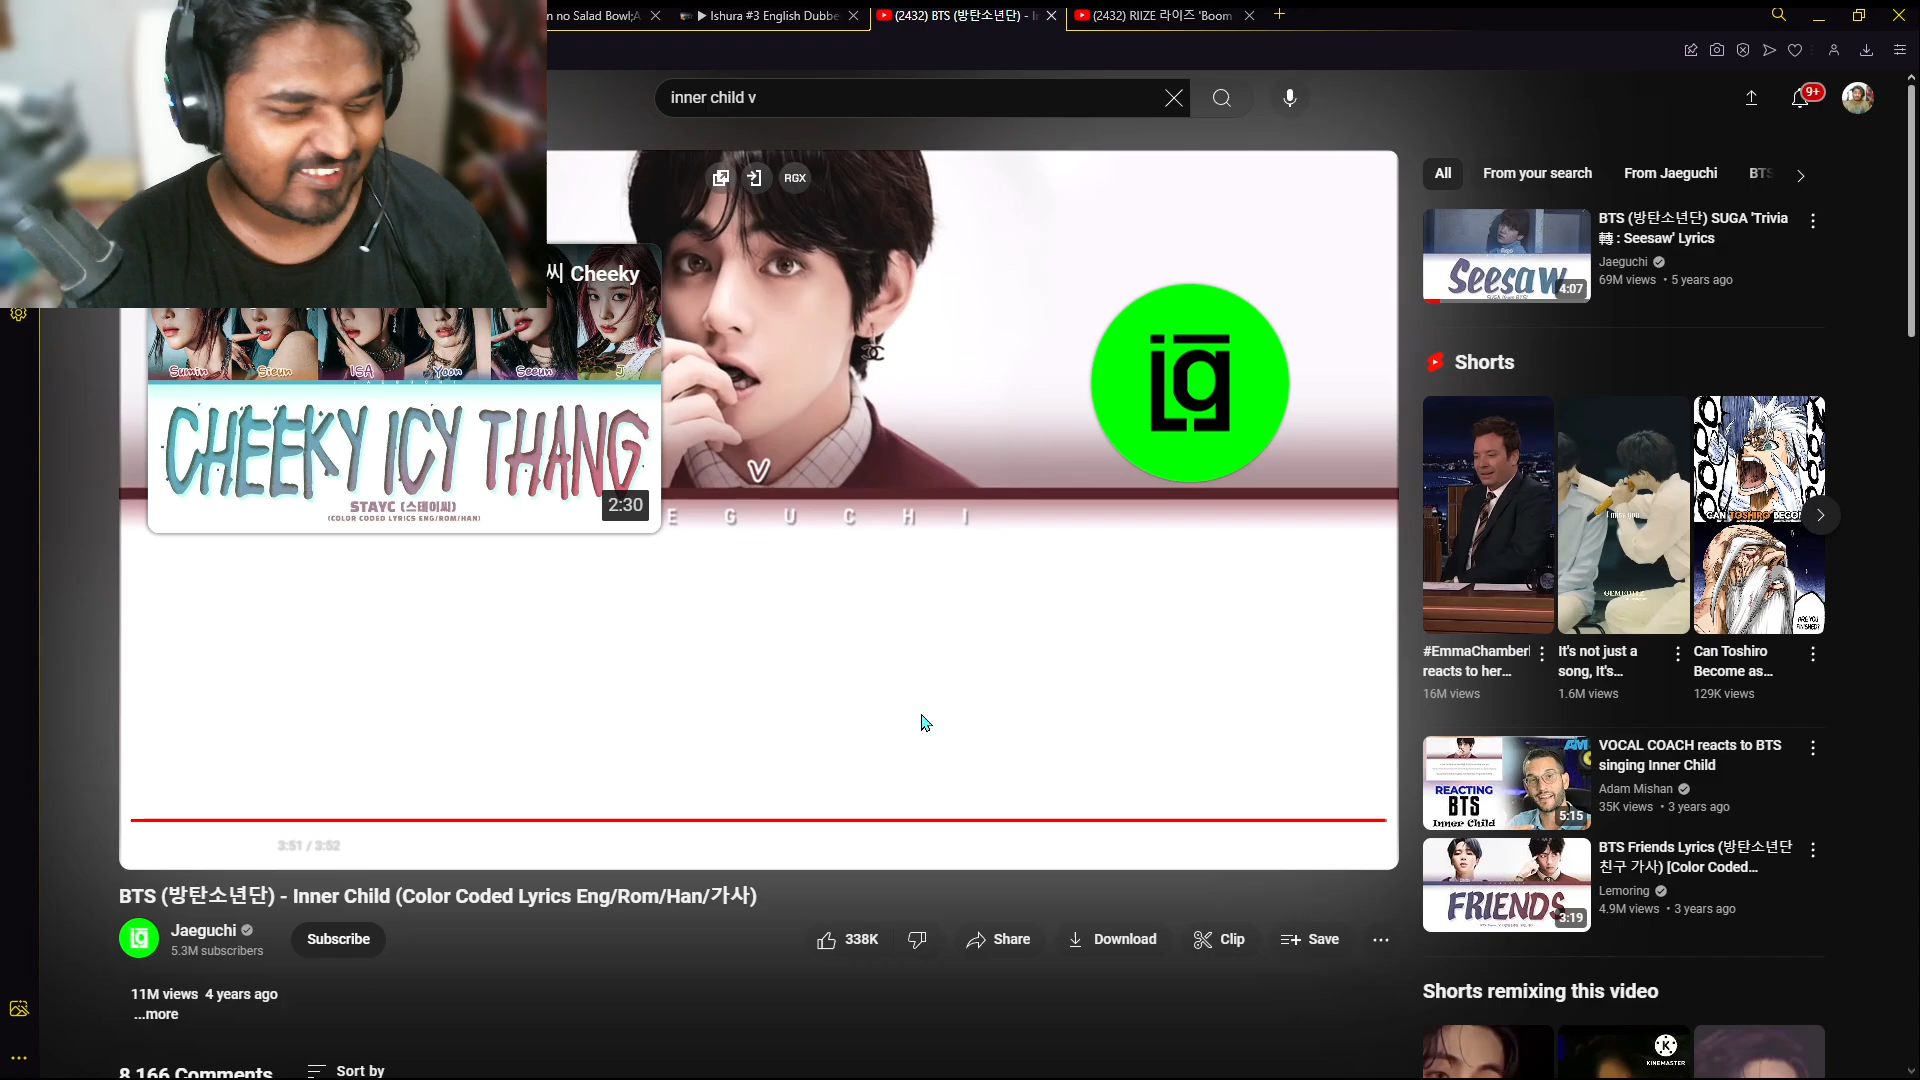 n no Salad Bowl;A
▶ Ishura #3 English Dubbe
(2432) BTS (방탄소년단) - I
(2432) RIIZE 라이즈 'Boom
inner child v
9+
RGX
씨 Cheeky
Sumin
Sieun
ISA
Yoon
Seeun
J
CHEEKY ICY THANG
STAYC (스테이씨)
(COLOR CODED LYRICS ENG/ROM/HAN)
2:30
V
E G U C H I
3:51 / 3:52
BTS (방탄소년단) - Inner Child (Color Coded Lyrics Eng/Rom/Han/가사)
Jaeguchi
5.3M subscribers
Subscribe
338K
Share
Download
Clip
Save
11M views 4 years ago
...more
8,166 Comments
Sort by
All
From your search
From Jaeguchi
BTS
Seesaw
4:07
BTS (방탄소년단) SUGA 'Trivia
轉 : Seesaw' Lyrics
Jaeguchi
69M views • 5 years ago
Shorts
I miss you
CAN TOSHIRO BECOM
ARE YOU
FINISHED?
#EmmaChamberl
reacts to her...
16M views
It's not just a
song, It's...
1.6M views
Can Toshiro
Become as...
129K views
AM
REACTING
BTS
Inner Child
5:15
VOCAL COACH reacts to BTS
singing Inner Child
Adam Mishan
35K views • 3 years ago
FRIENDS
3:19
BTS Friends Lyrics (방탄소년단
친구 가사) [Color Coded...
Lemoring
4.9M views • 3 years ago
Shorts remixing this video
KINEMASTER